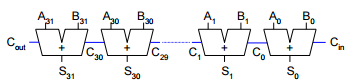 A31 B31 A30 B30 A1 B1 A0 B0
Cout + C30 + C29 C1 + C0 + Cin
S31 S30 S1 S0